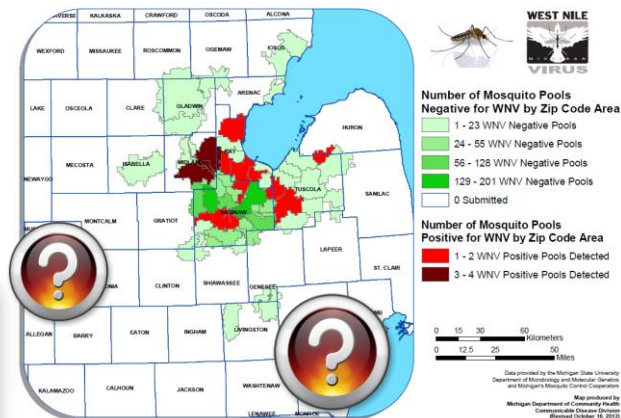 KALKASKA
CRAWFORD
OSCODA
ALCONA
WEXFORD
MISSAUKEE
ROSCOMMON
OGEMAW
IOSCO
ARENAC
LAKE
OSCEOLA
CLARE
GLADWIN
HURON
MECOSTA
ISABELLA
BAY
NEWAYGO
TUSCOLA
SANILAC
MONTCALM
GRATIOT
SAGINAW
LAPEER
ST. CLAIR
CLINTON
SHIAWASSEE
GENESEE
ALLEGAN
BARRY
EATON
INGHAM
LIVINGSTON
KALAMAZOO
CALHOUN
JACKSON
WASHTENAW
LENAWEE
MONROE
?
?
WEST NILE
VIRUS
Number of Mosquito Pools
Negative for WNV by Zip Code Area
1 - 23 WNV Negative Pools
24 - 55 WNV Negative Pools
56 - 128 WNV Negative Pools
129 - 201 WNV Negative Pools
0 Submitted
Number of Mosquito Pools
Positive for WNV by Zip Code Area
1 - 2 WNV Positive Pools Detected
3 - 4 WNV Positive Pools Detected
0 15 30 60
Kilometers
0 12.5 25 50
Miles
Data provided by the Michigan State University
Department of Microbiology and Molecular Genetics
and Michigan's Mosquito Control Cooperators
Map produced by
Michigan Department of Community Health
Communicable Disease Division
(Revised October 16, 2012)